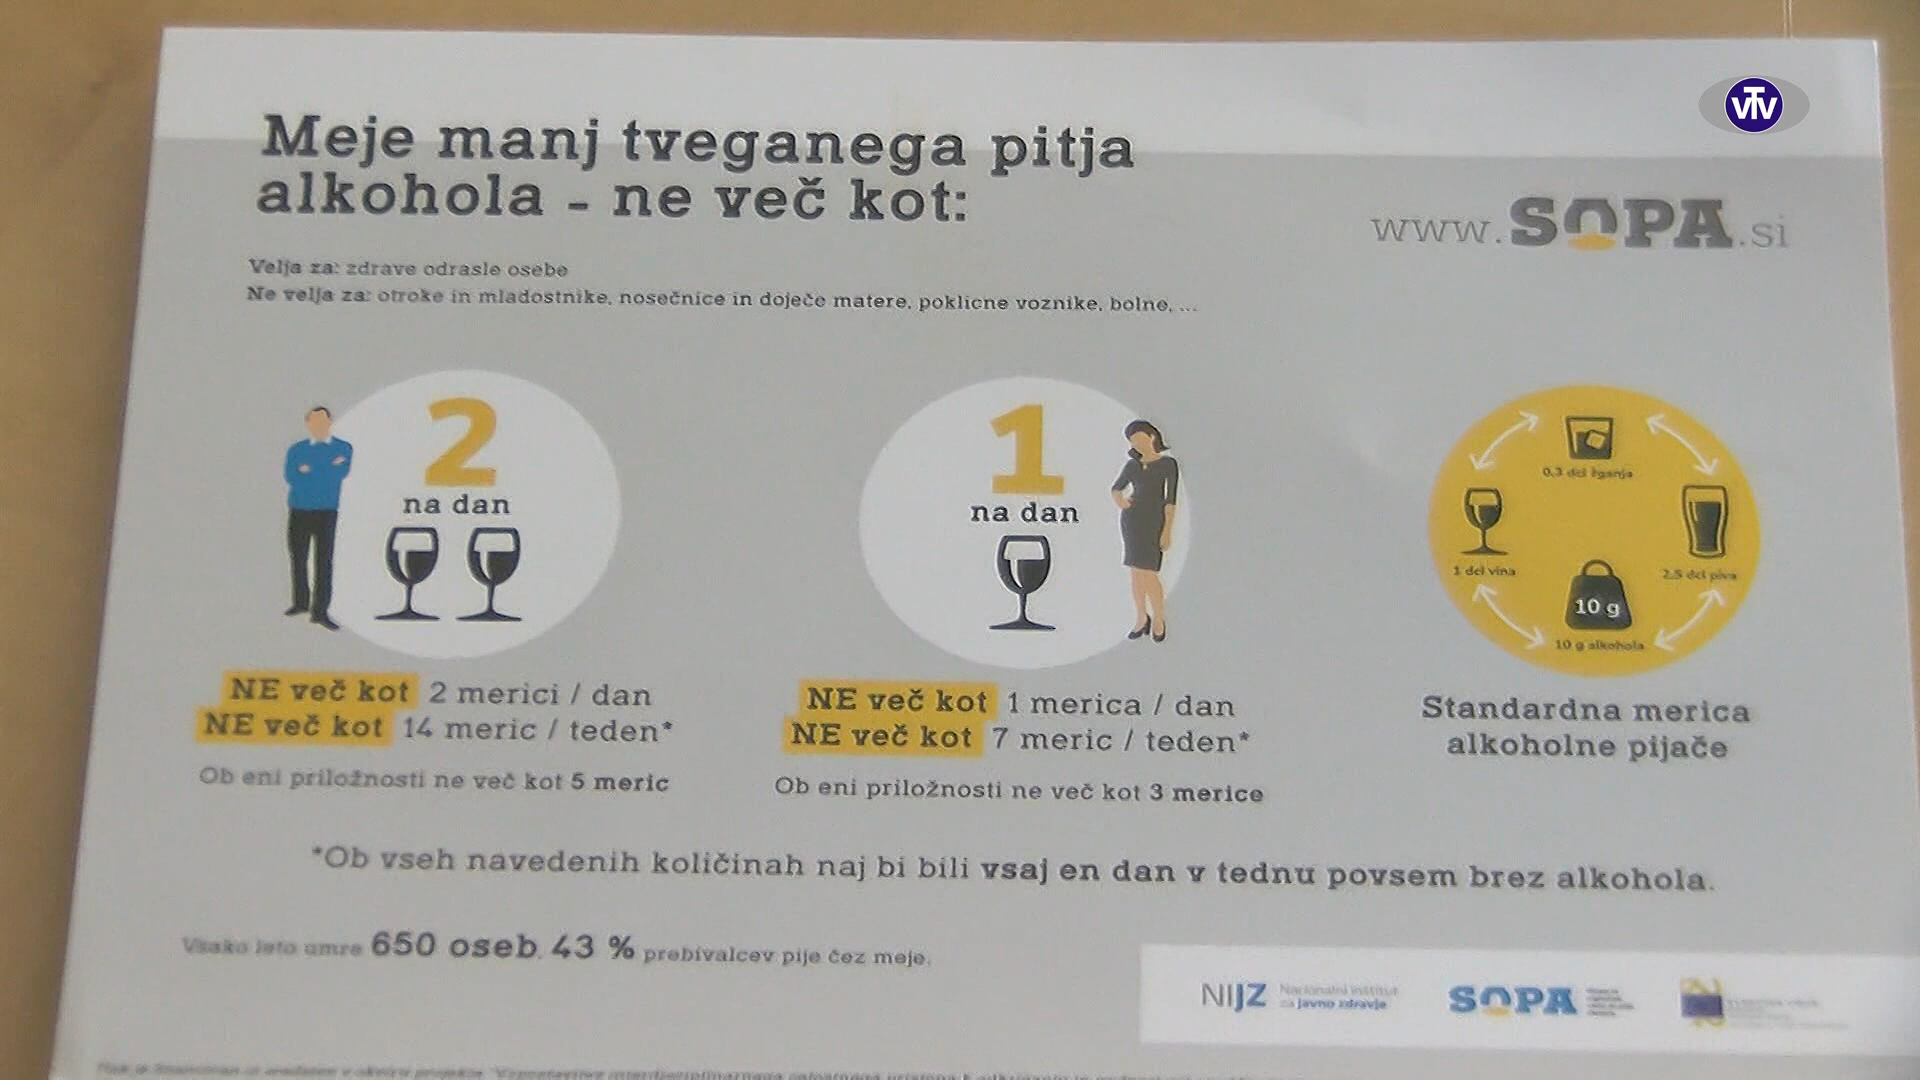 VTV
Meje manj tveganega pitja
alkohola - ne več kot:
www.SOPA.si
Velja za: zdrave odrasle osebe
Ne velja za: otroke in mladostnike, nosečnice in doječe matere, poklicne voznike, bolne, ...
2
na dan
NE več kot 2 merici / dan
NE več kot 14 meric / teden*
Ob eni priložnosti ne več kot 5 meric
1
na dan
NE več kot 1 merica / dan
NE več kot 7 meric / teden*
Ob eni priložnosti ne več kot 3 merice
0,3 dcl žganja
1 dcl vina
2,5 dcl piva
10 g
10 g alkohola
Standardna merica
alkoholne pijače
*Ob vseh navedenih količinah naj bi bili vsaj en dan v tednu povsem brez alkohola.
Vsako leto umre 650 oseb, 43 % prebivalcev pije čez meje.
NIJZ Nacionalni inštitut
za javno zdravje
SOPA